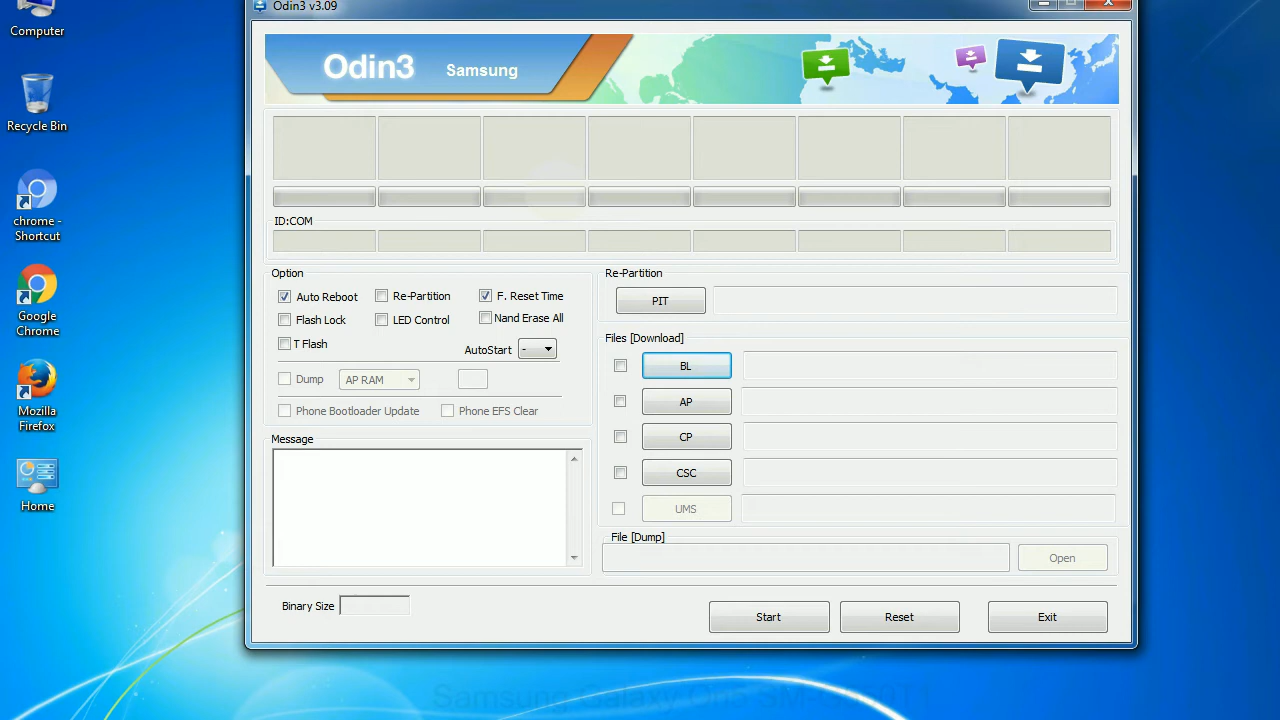 Odin3 v3.09
Computer
Recycle Bin
chrome -
Shortcut
Google
Chrome
Mozilla
Firefox
Home
Odin3 Samsung
ID:COM
Option
Auto Reboot Re-Partition F. Reset Time
Flash Lock LED Control Nand Erase All
T Flash AutoStart -
Dump AP RAM
Phone Bootloader Update Phone EFS Clear
Message
Re-Partition
PIT
Files [Download]
BL
AP
CP
CSC
UMS
File [Dump]
Open
Binary Size
Start Reset Exit
Samsung Galaxy On5